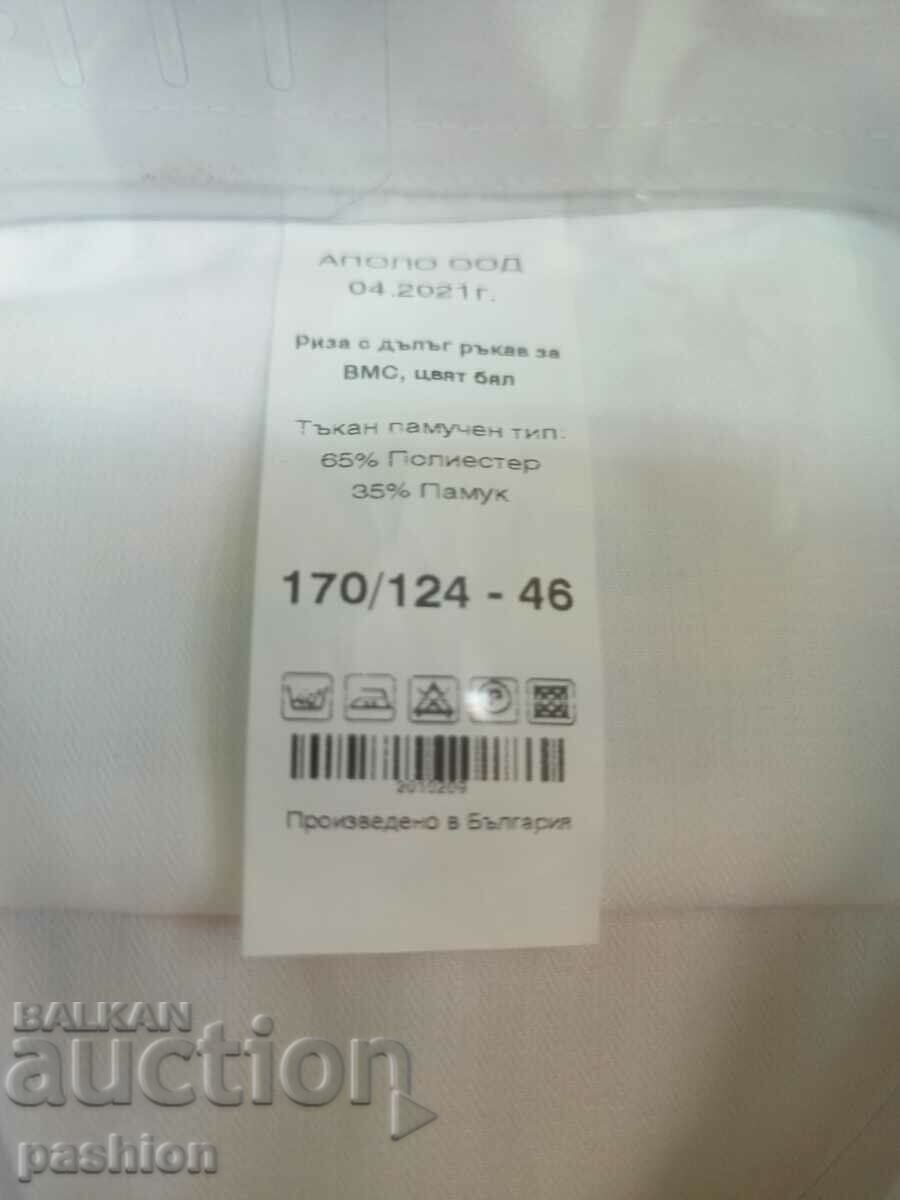 АПОЛО ООД
04.2021г.
Риза с дълъг ръкав за
ВМС, цвят бял
Тъкан памучен тип:
65% Полиестер
35% Памук
170/124 - 46
2010209
Произведено в България
BALKAN
auction
pashion